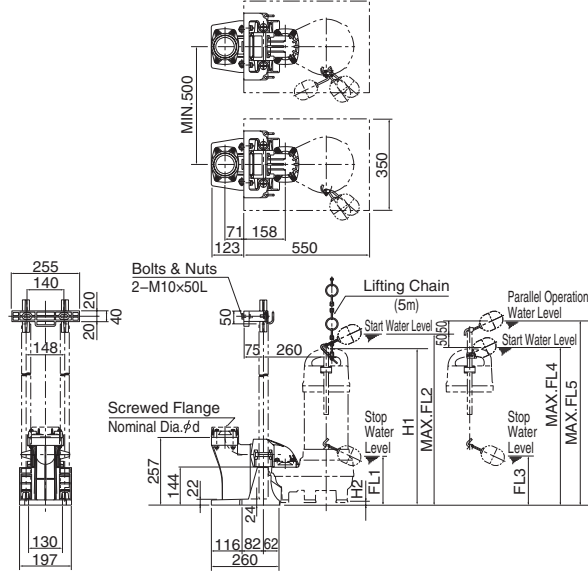 MIN.500
350
71
158
123
550
255
140
20
20
40
148
130
197
Bolts & Nuts
2–M10×50L
50
75
260
Lifting Chain
(5m)
Start Water Level
Parallel Operation
Water Level
50
50
Start Water Level
Screwed Flange
Nominal Dia.ϕd
Stop
Water
Level
Stop
Water
Level
H1
MAX.FL2
MAX.FL4
MAX.FL5
FL1
FL3
H2
257
144
22
24
116
82
62
260